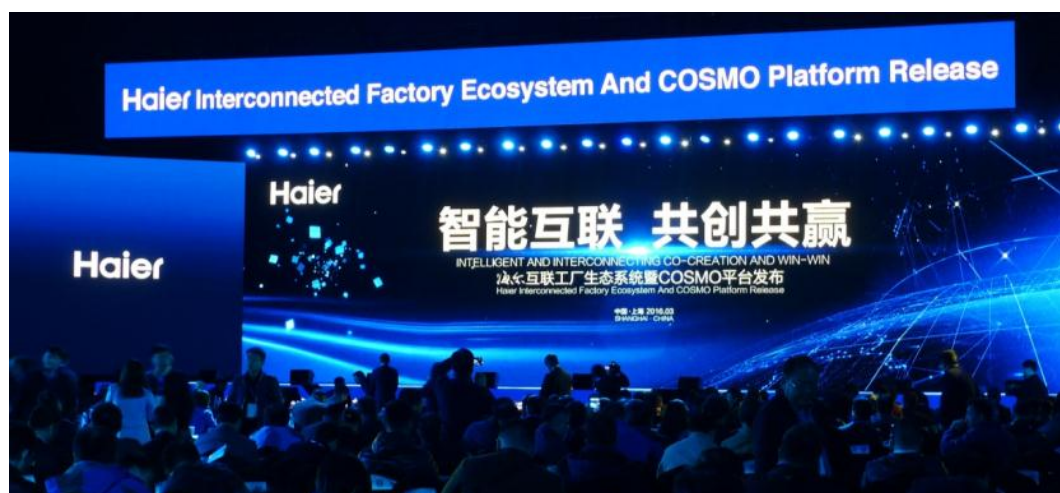 Haier Interconnected Factory Ecosystem And COSMO Platform Release
Haier
Haier
智能互联 共创共赢
INTELLIGENT AND INTERCONNECTING CO-CREATION AND WIN-WIN
海尔互联工厂生态系统暨COSMO平台发布
Haier Interconnected Factory Ecosystem And COSMO Platform Release
中国·上海 2016.03
SHANGHAI · CHINA